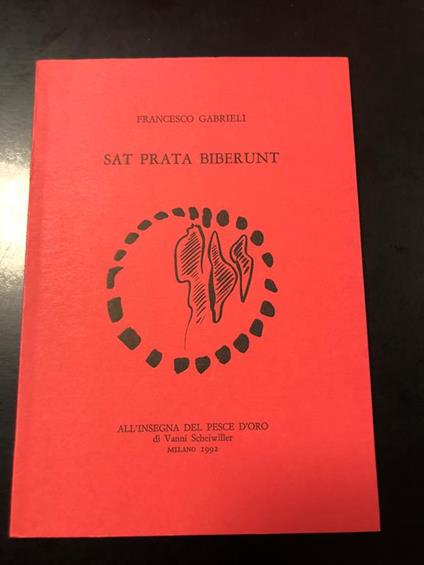 FRANCESCO GABRIELI
SAT PRATA BIBERUNT
ALL'INSEGNA DEL PESCE D'ORO
di Vanni Scheiwiller
MILANO 1992